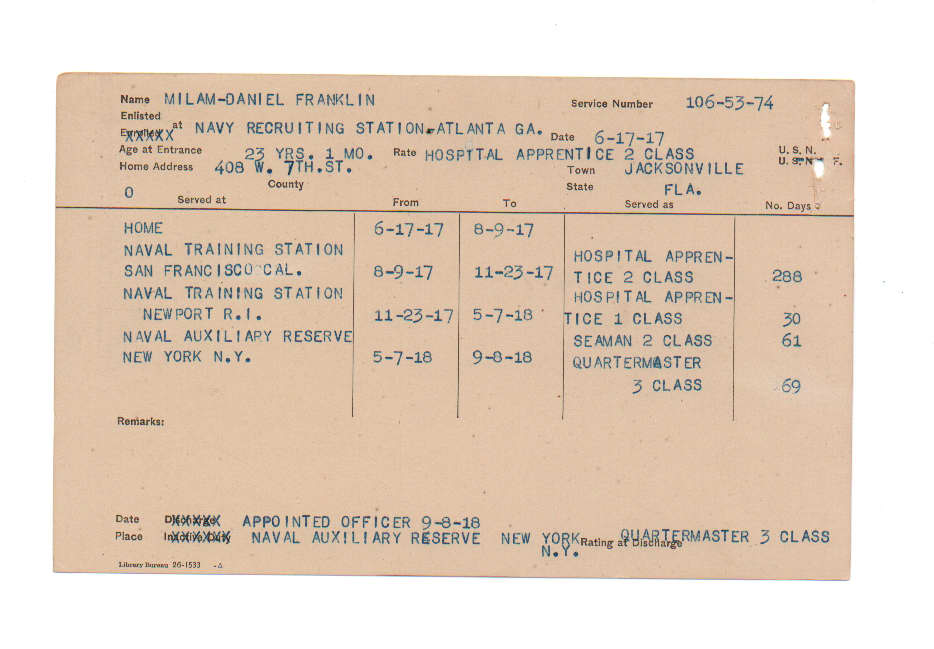 Name MILAM-DANIEL FRANKLIN Service Number 106-53-74
Enlisted
Enrolled at NAVY RECRUITING STATION-ATLANTA GA. Date 6-17-17
Age at Entrance 23 YRS. 1 MO. Rate HOSPITAL APPRENTICE 2 CLASS U. S. N.
Home Address 408 W. 7TH.ST. Town JACKSONVILLE U. S. N. F.
O County State FLA.
Served at From To Served as No. Days
HOME 6-17-17 8-9-17
NAVAL TRAINING STATION HOSPITAL APPREN-
SAN FRANCISCO CAL. 8-9-17 11-23-17 TICE 2 CLASS 288
NAVAL TRAINING STATION HOSPITAL APPREN-
NEWPORT R.I. 11-23-17 5-7-18 TICE 1 CLASS 30
NAVAL AUXILIARY RESERVE SEAMAN 2 CLASS 61
NEW YORK N.Y. 5-7-18 9-8-18 QUARTERMASTER
3 CLASS 69
Remarks:
Date Discharge APPOINTED OFFICER 9-8-18
Place Inactive Duty NAVAL AUXILIARY RESERVE NEW YORK N.Y. Rating at Discharge QUARTERMASTER 3 CLASS
Library Bureau 26-1533